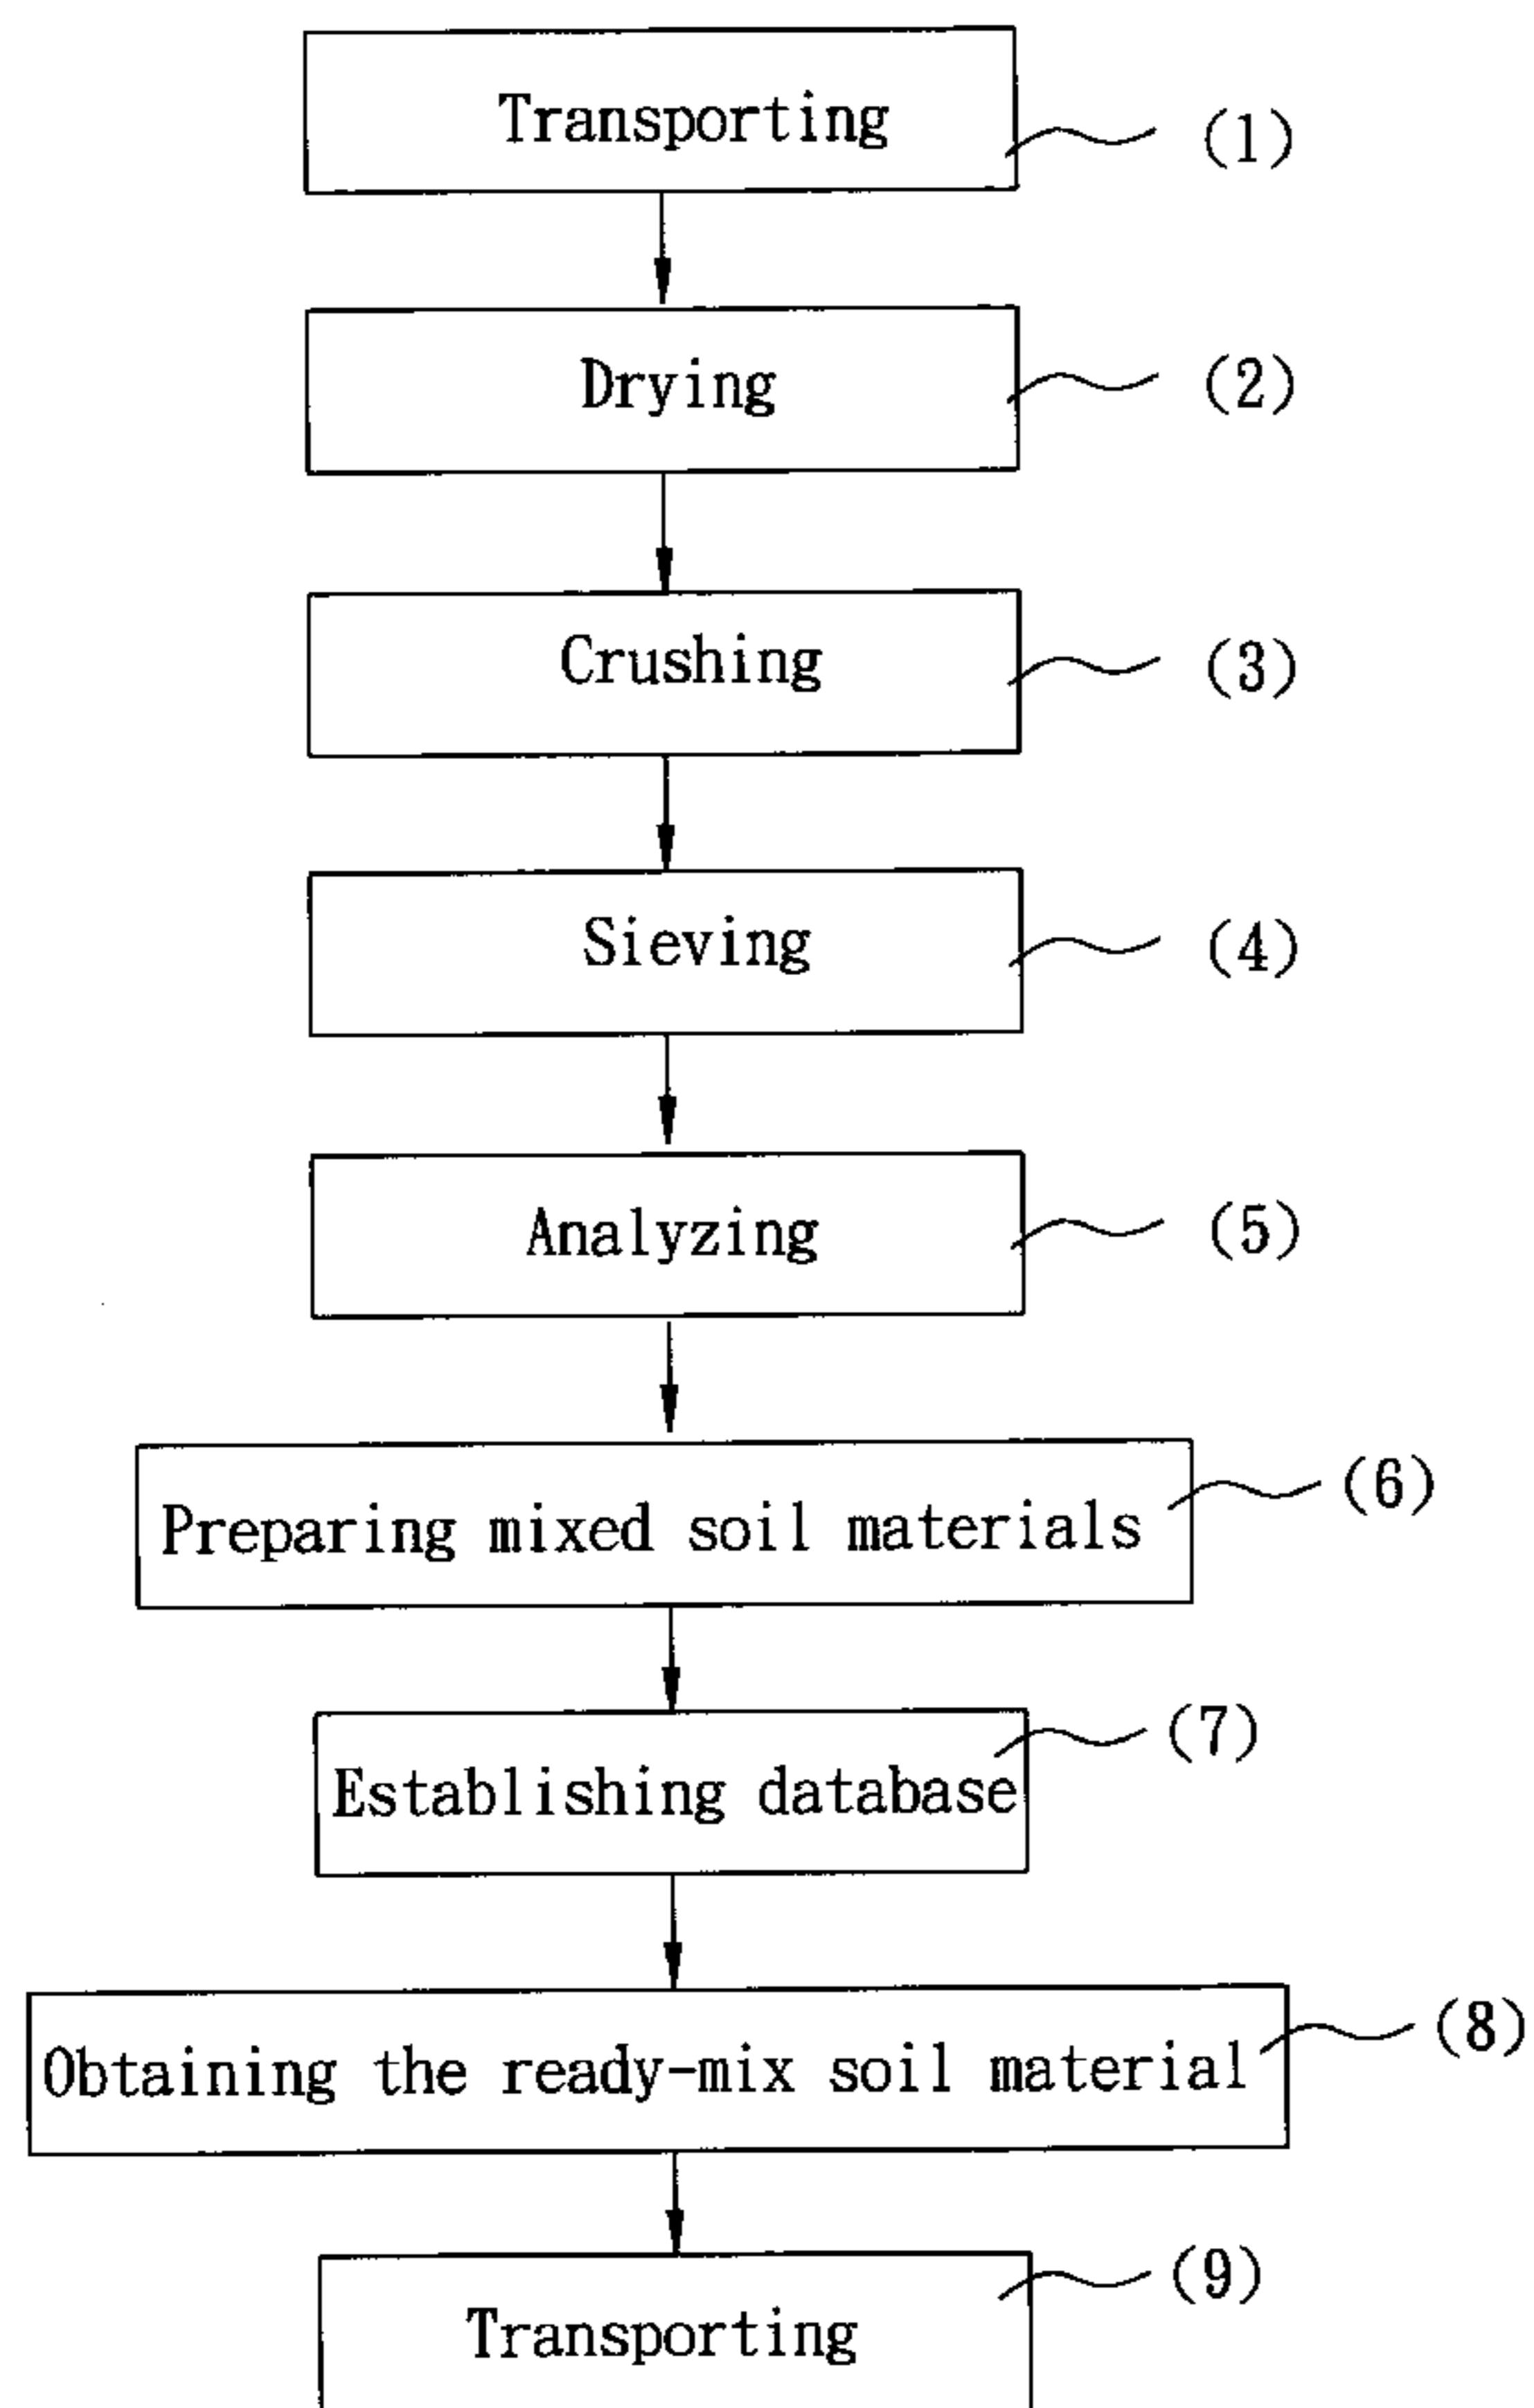 Transporting (1)
Drying (2)
Crushing (3)
Sieving (4)
Analyzing (5)
Preparing mixed soil materials (6)
Establishing database (7)
Obtaining the ready-mix soil material (8)
Transporting (9)